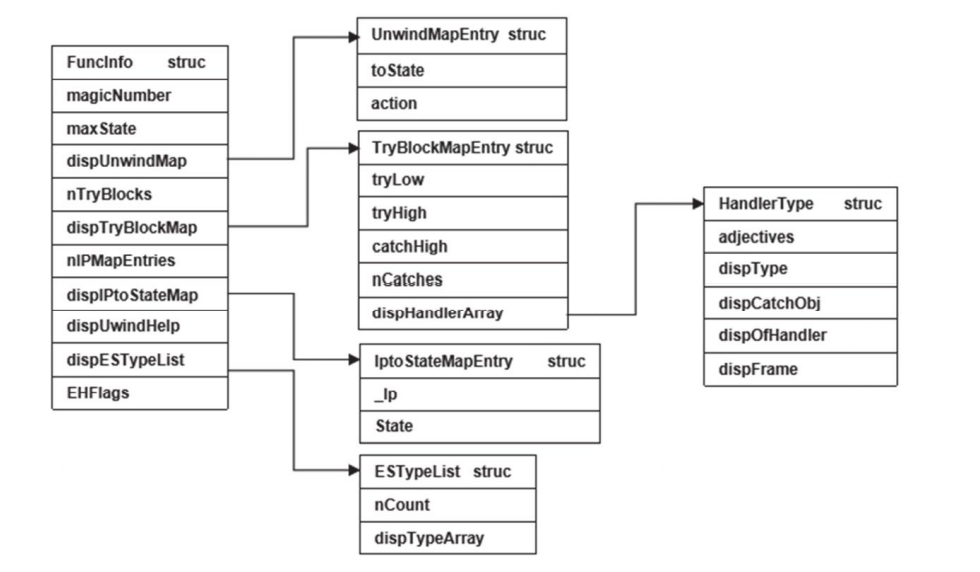 FuncInfo struc
magicNumber
maxState
dispUnwindMap
nTryBlocks
dispTryBlockMap
nIPMapEntries
dispIPtoStateMap
dispUwindHelp
dispESTypeList
EHFlags
UnwindMapEntry struc
toState
action
TryBlockMapEntry struc
tryLow
tryHigh
catchHigh
nCatches
dispHandlerArray
IptoStateMapEntry struc
_Ip
State
ESTypeList struc
nCount
dispTypeArray
HandlerType struc
adjectives
dispType
dispCatchObj
dispOfHandler
dispFrame